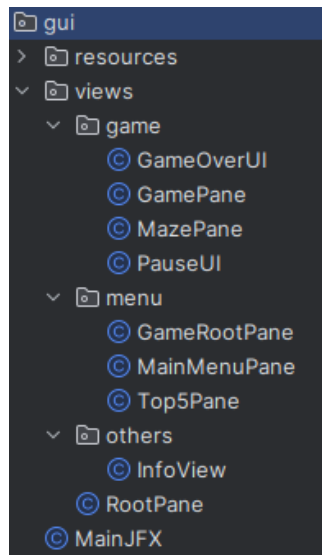 gui
resources
views
game
GameOverUI
GamePane
MazePane
PauseUI
menu
GameRootPane
MainMenuPane
Top5Pane
others
InfoView
RootPane
MainJFX